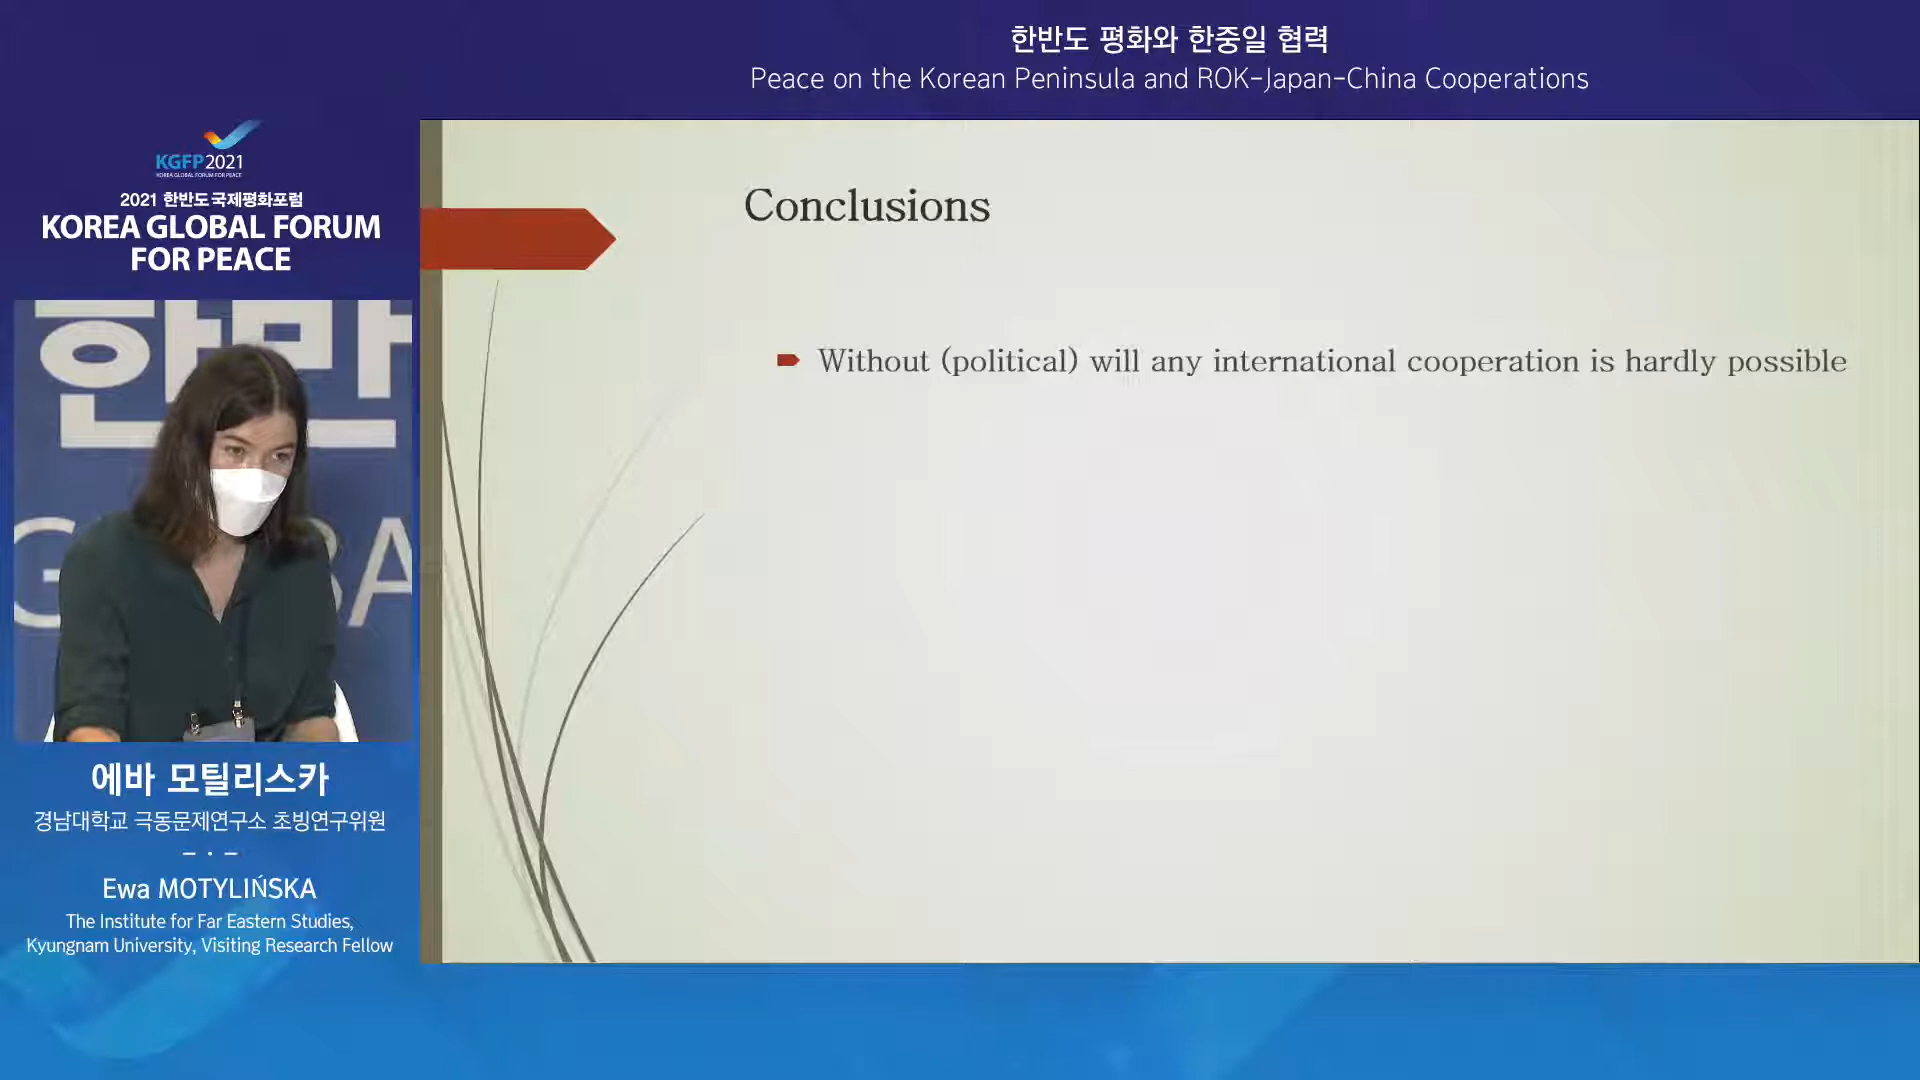 한반도 평화와 한중일 협력
Peace on the Korean Peninsula and ROK-Japan-China Cooperations
KGFP2021
KOREA GLOBAL FORUM FOR PEACE
2021 한반도국제평화포럼
KOREA GLOBAL FORUM
FOR PEACE
한반
G BA
에바 모틸리스카
경남대학교 극동문제연구소 초빙연구위원
Ewa MOTYLIŃSKA
The Institute for Far Eastern Studies,
Kyungnam University, Visiting Research Fellow
Conclusions
Without (political) will any international cooperation is hardly possible